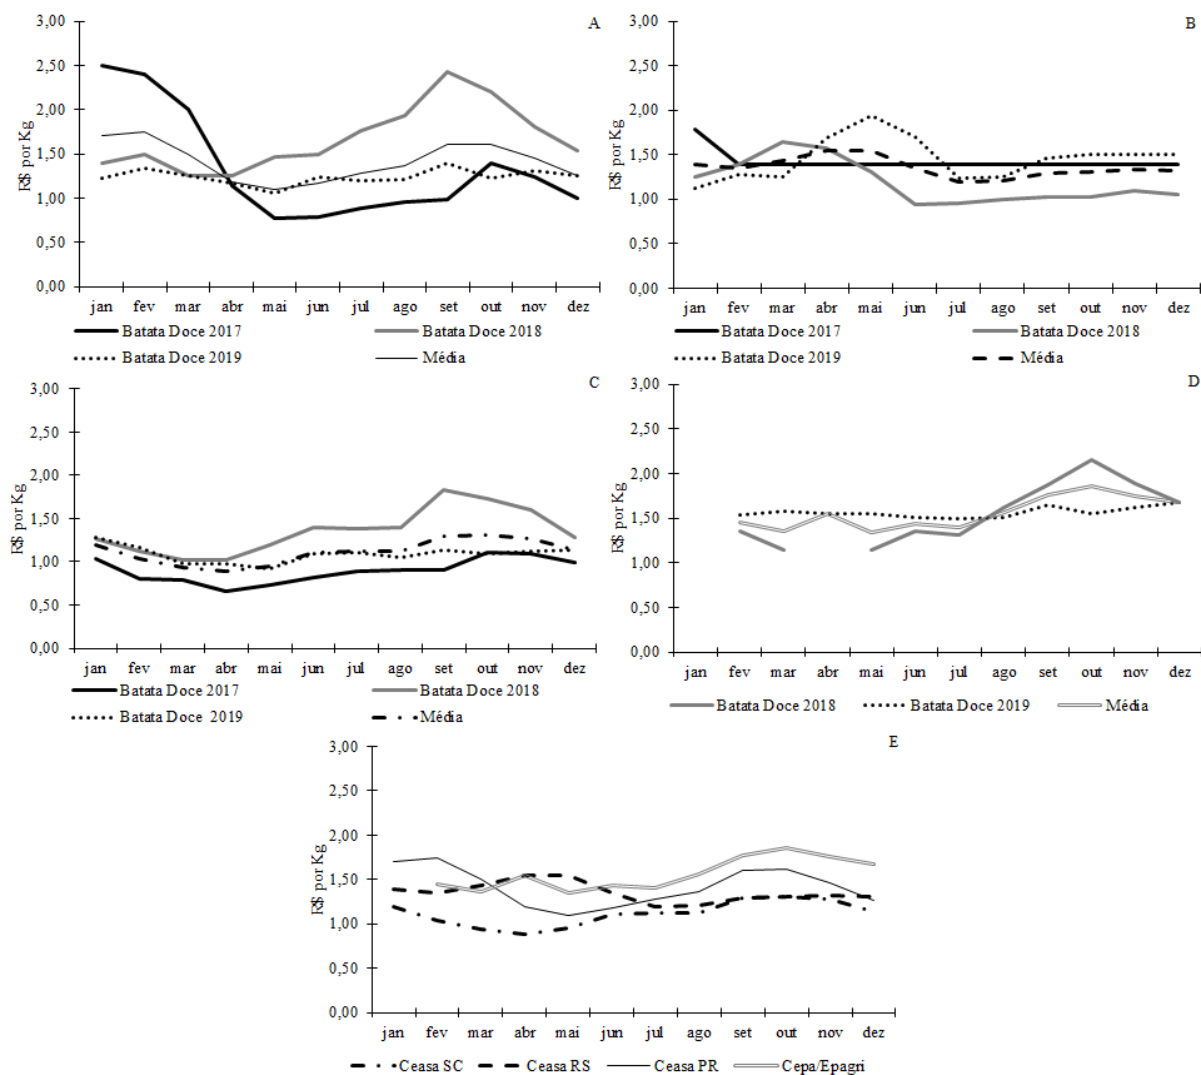 A
R$ por Kg
3,00
2,50
2,00
1,50
1,00
0,50
0,00
jan fev mar abr mai jun jul ago set out nov dez
Batata Doce 2017 Batata Doce 2018
Batata Doce 2019 Média
B
R$ por Kg
3,00
2,50
2,00
1,50
1,00
0,50
0,00
jan fev mar abr mai jun jul ago set out nov dez
Batata Doce 2017 Batata Doce 2018
Batata Doce 2019 Média
C
R$ por Kg
3,00
2,50
2,00
1,50
1,00
0,50
0,00
jan fev mar abr mai jun jul ago set out nov dez
Batata Doce 2017 Batata Doce 2018
Batata Doce 2019 Média
D
R$ por Kg
3,00
2,50
2,00
1,50
1,00
0,50
0,00
jan fev mar abr mai jun jul ago set out nov dez
Batata Doce 2018 Batata Doce 2019 Média
E
R$ por Kg
3,00
2,50
2,00
1,50
1,00
0,50
0,00
jan fev mar abr mai jun jul ago set out nov dez
Ceasa SC Ceasa RS Ceasa PR Cepa/Epagri